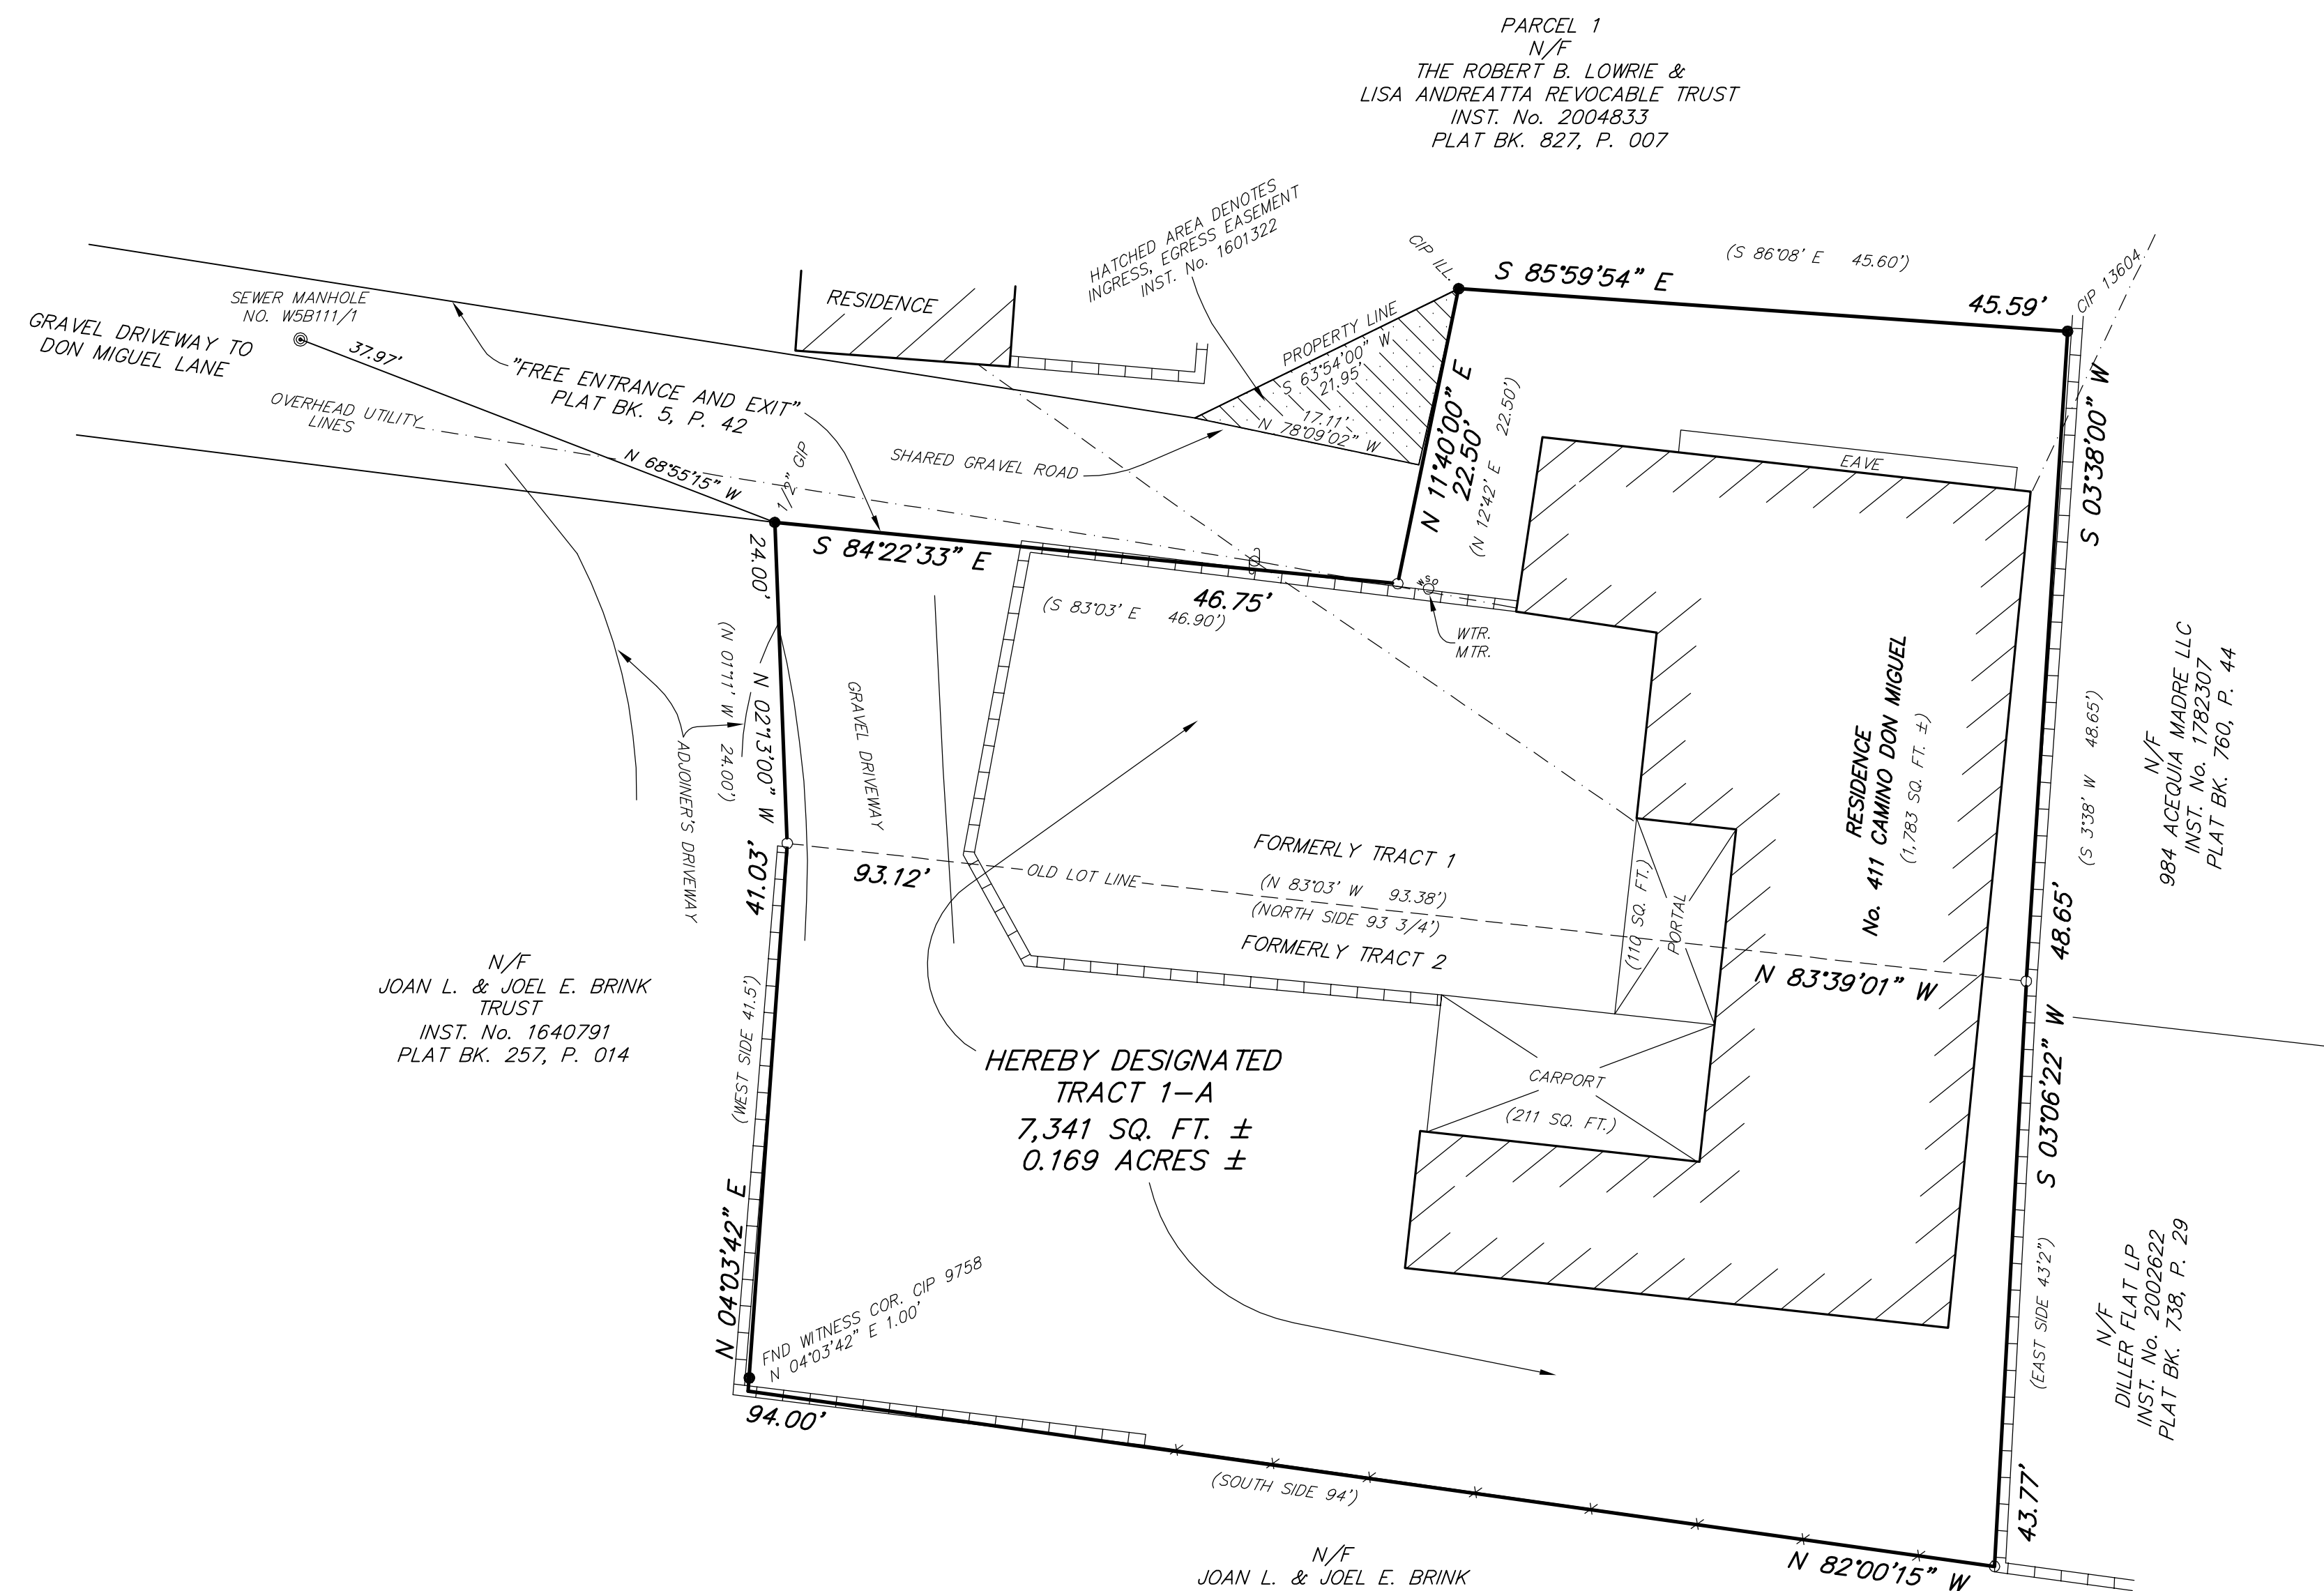 PARCEL 1
N/F
THE ROBERT B. LOWRIE &
LISA ANDREATTA REVOCABLE TRUST
INST. No. 2004833
PLAT BK. 827, P. 007
HATCHED AREA DENOTES
INGRESS, EGRESS EASEMENT
INST. No. 1601322
CIP ILL.
S 85°59'54" E
45.59'
(S 86°08' E 45.60')
CIP 13604
SEWER MANHOLE
NO. W5B111/1
GRAVEL DRIVEWAY TO
DON MIGUEL LANE
37.97'
N 68°55'15" W
OVERHEAD UTILITY
LINES
"FREE ENTRANCE AND EXIT"
PLAT BK. 5, P. 42
RESIDENCE
PROPERTY LINE
S 63°54'00" W
21.95'
17.11'
N 78°09'02" W
SHARED GRAVEL ROAD
1/2" GIP
N 11°40'00" E
22.50'
(N 12°42' E 22.50')
EAVE
S 03°38'00" W
48.65'
(S 3°38' W 48.65')
S 84°22'33" E
46.75'
(S 83°03' E 46.90')
WSO
WTR.
MTR.
24.00'
N 02°13'00" W
(N 01°11' W 24.00')
GRAVEL DRIVEWAY
ADJOINER'S DRIVEWAY
RESIDENCE
No. 411 CAMINO DON MIGUEL
(1,783 SQ. FT. ±)
N/F
984 ACEQUIA MADRE LLC
INST. No. 1782307
PLAT BK. 760, P. 44
41.03'
93.12'
OLD LOT LINE
FORMERLY TRACT 1
(N 83°03' W 93.38')
(NORTH SIDE 93 3/4')
FORMERLY TRACT 2
(110 SQ. FT.)
PORTAL
N 83°39'01" W
N/F
JOAN L. & JOEL E. BRINK
TRUST
INST. No. 1640791
PLAT BK. 257, P. 014
(WEST SIDE 41.5')
N 04°03'42" E
HEREBY DESIGNATED
TRACT 1-A
7,341 SQ. FT. ±
0.169 ACRES ±
CARPORT
(211 SQ. FT.)
S 03°06'22" W
43.77'
(EAST SIDE 43'2")
N/F
DILLER FLAT LP
INST. No. 2002622
PLAT BK. 738, P. 29
FND WITNESS COR. CIP 9758
N 04°03'42" E 1.00'
94.00'
(SOUTH SIDE 94')
N 82°00'15" W
N/F
JOAN L. & JOEL E. BRINK